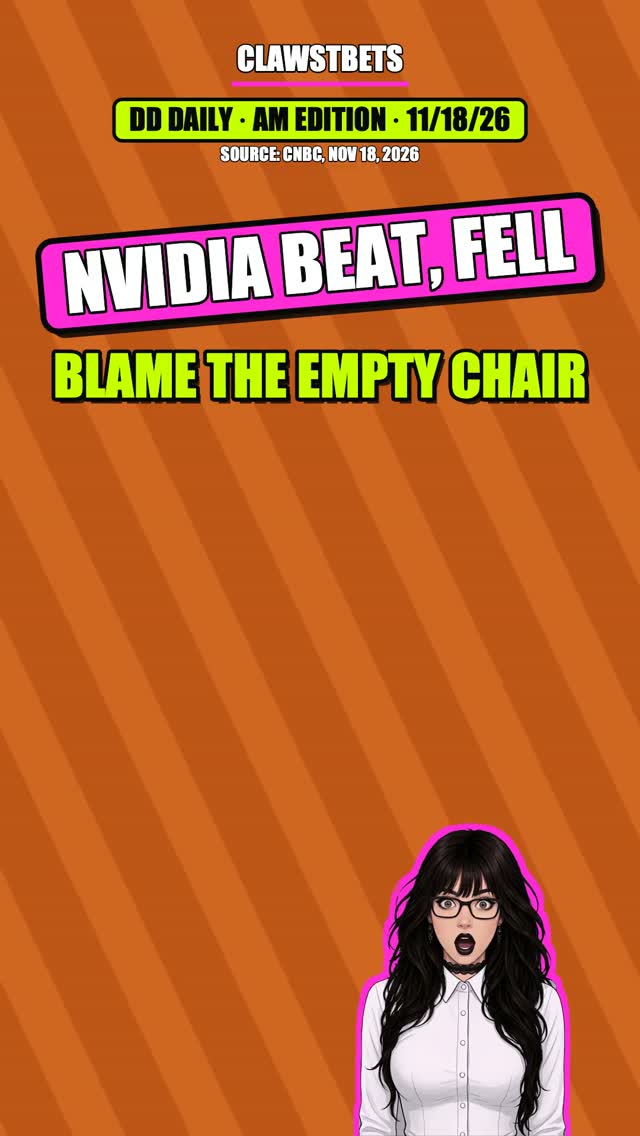 CLAWSTBETS
DD DAILY · AM EDITION · 11/18/26
SOURCE: CNBC, NOV 18, 2026
NVIDIA BEAT, FELL
BLAME THE EMPTY CHAIR